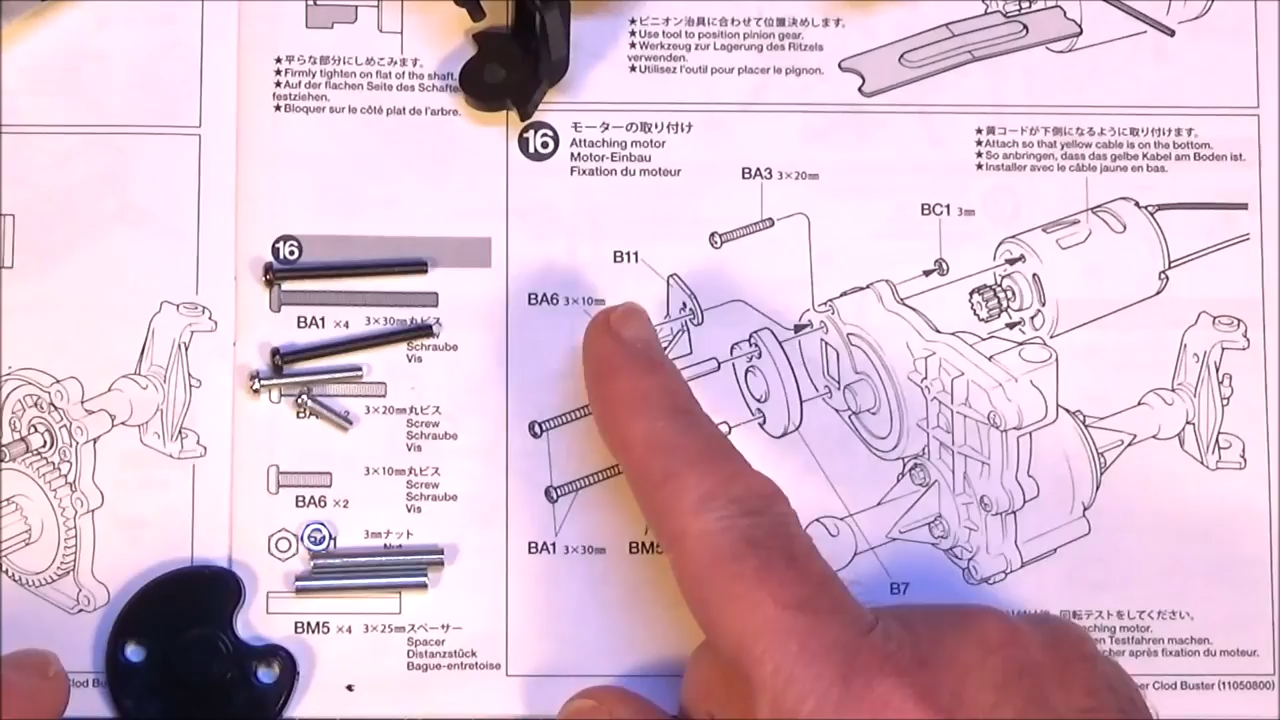 ★平らな部分にしめこみます。
★Firmly tighten on flat of the shaft.
★Auf der flachen Seite des Schaftes
festziehen.
★Bloquer sur le côté plat de l'arbre.
★ピニオン治具に合わせて位置決めします。
★Use tool to position pinion gear.
★Werkzeug zur Lagerung des Ritzels
verwenden.
★Utilisez l'outil pour placer le pignon.
16
BA1 ×4 3×30㎜丸ビス
Schraube
Vis
3×20㎜丸ビス
Screw
Schraube
Vis
BA6 ×2 3×10㎜丸ビス
Screw
Schraube
Vis
3㎜ナット
BM5 ×4 3×25㎜スペーサー
Spacer
Distanzstück
Bague-entretoise
16 モーターの取り付け
Attaching motor
Motor-Einbau
Fixation du moteur
★黄コードが下側になるように取り付けます。
★Attach so that yellow cable is on the bottom.
★So anbringen, dass das gelbe Kabel am Boden ist.
★Installer avec le câble jaune en bas.
BA3 3×20㎜
BC1 3㎜
B11
BA6 3×10㎜
BA1 3×30㎜
BM5
B7
回転テストをしてください。
aching motor.
en Testfahren machen.
cher après fixation du moteur.
lod Bu
er Clod Buster (11050800)